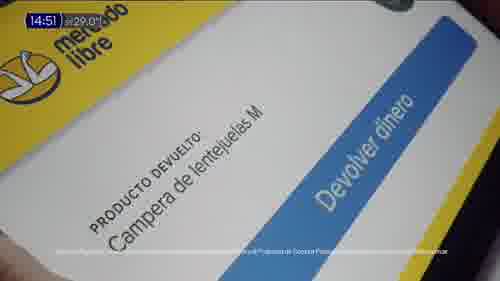 14:51 29.0°
mercado
libre
PRODUCTO DEVUELTO:
Campera de lentejuelas M
Devolver dinero